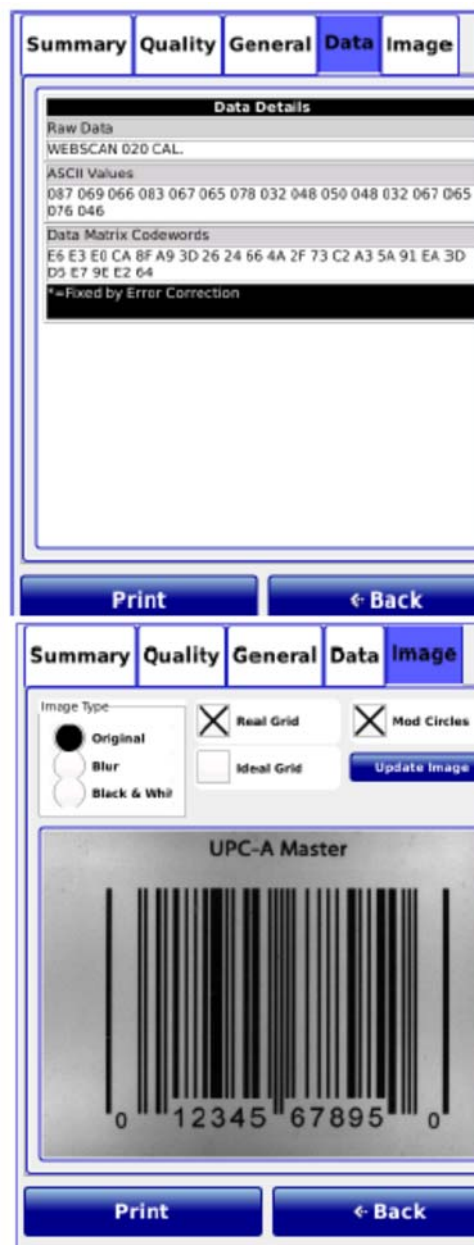 Summary Quality General Data Image
Data Details
Raw Data
WEBSCAN 020 CAL.
ASCII Values
087 069 066 083 067 065 078 032 048 050 048 032 067 065
076 046
Data Matrix Codewords
E6 E3 E0 CA 8F A9 3D 26 24 66 4A 2F 73 C2 A3 5A 91 EA 3D
D5 E7 9E E2 64
*=Fixed by Error Correction
Print ← Back
Summary Quality General Data Image
Image Type
Original
Blur
Black & Whit
Real Grid
Ideal Grid
Mod Circles
Update Image
UPC-A Master
0 12345 67895 0
Print ← Back